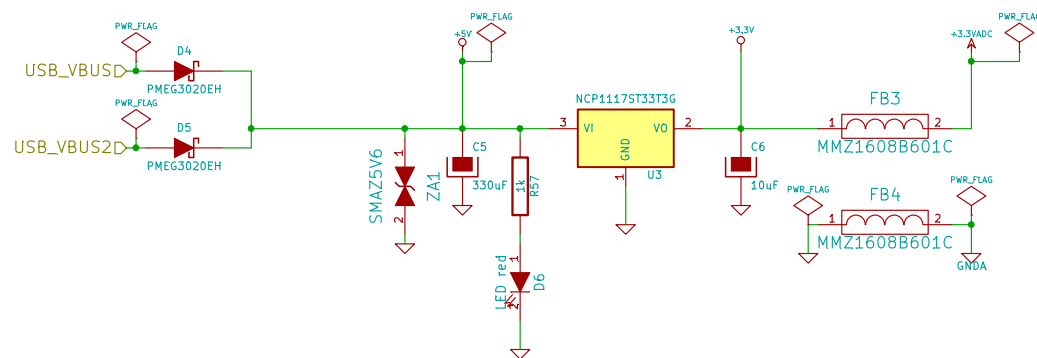 PWR_FLAG
USB_VBUS
D4
PMEG3020EH
PWR_FLAG
USB_VBUS2
D5
PMEG3020EH
SMAZ5V6
1
2
ZA1
+5V
PWR_FLAG
C5
330uF
1k
R57
LED red
1
2
D6
NCP1117ST33T3G
3
VI
VO
2
GND
1
U3
+3.3V
C6
10uF
FB3
1
2
MMZ1608B601C
+3.3VADC
PWR_FLAG
PWR_FLAG
FB4
1
2
MMZ1608B601C
PWR_FLAG
GNDA